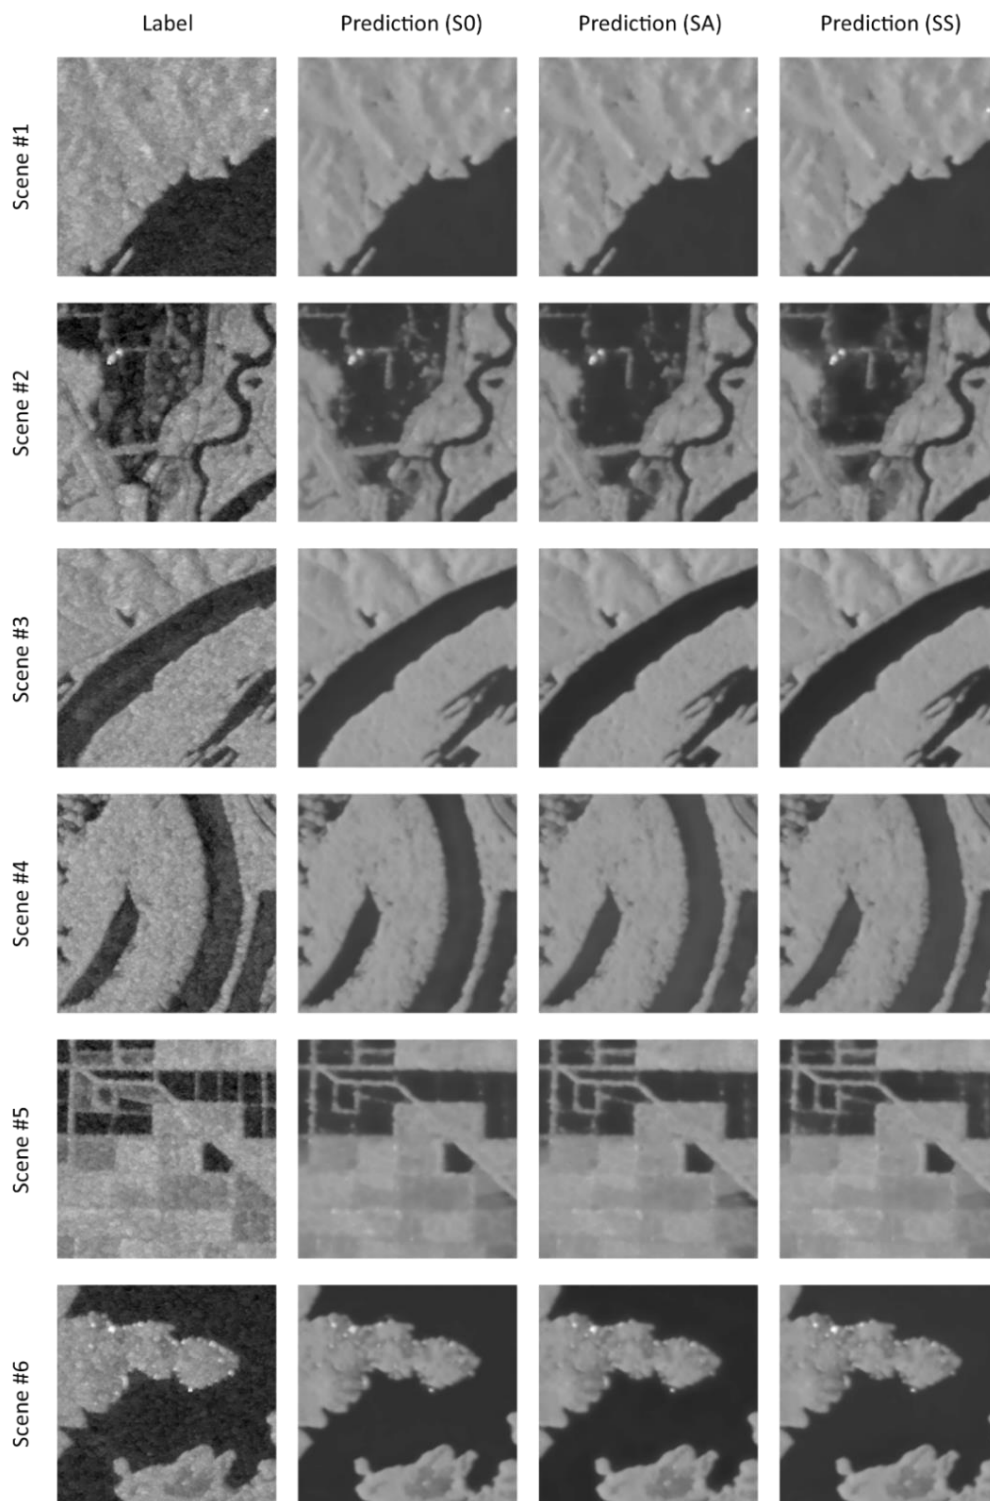 Label Prediction (S0) Prediction (SA) Prediction (SS)
Scene #1
Scene #2
Scene #3
Scene #4
Scene #5
Scene #6